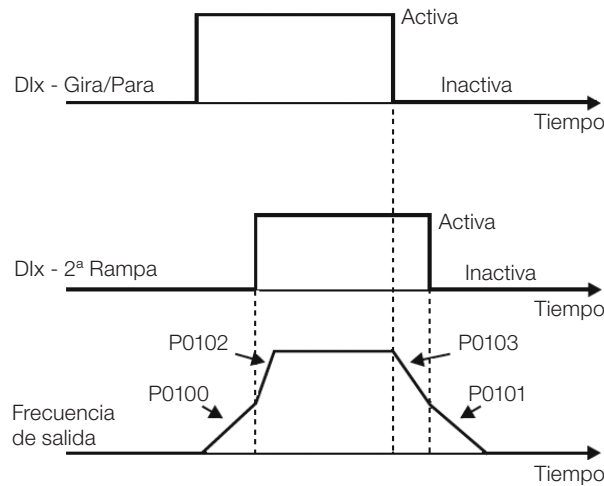 Activa
DIx - Gira/Para
Inactiva
Tiempo
Activa
DIx - 2ª Rampa
Inactiva
Tiempo
P0102
P0103
P0100
P0101
Frecuencia
de salida
Tiempo